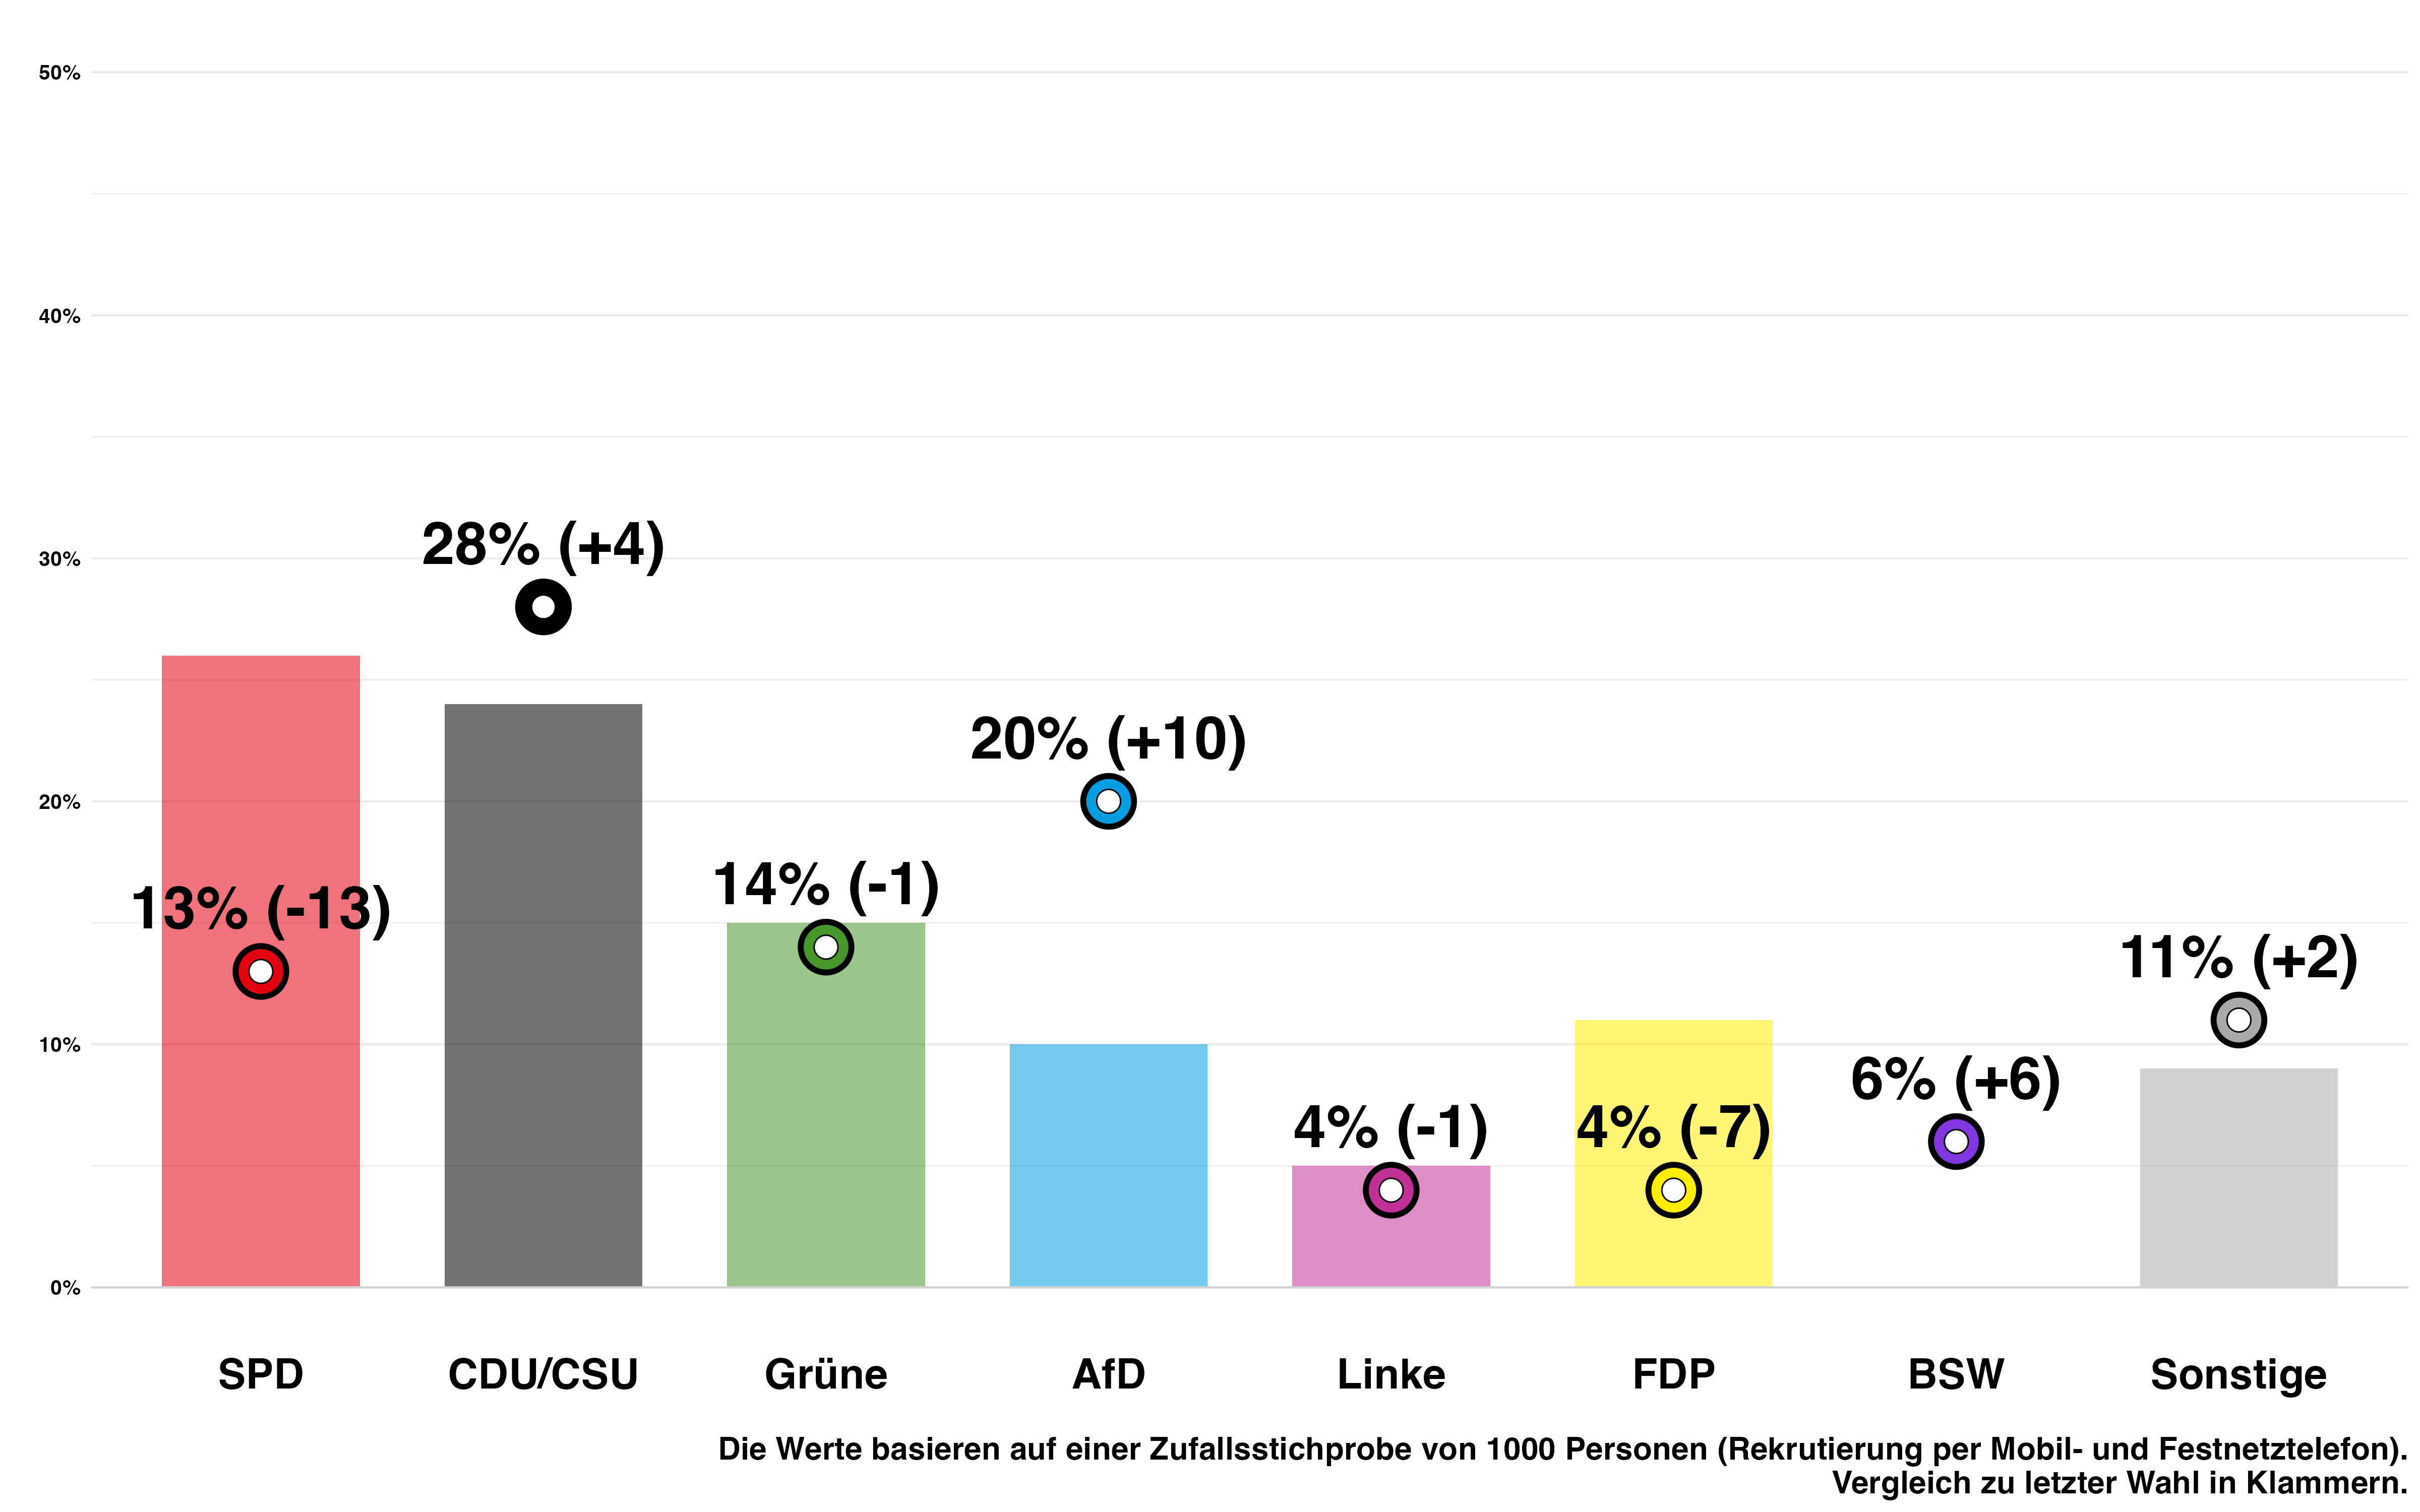 50%
40%
30%
20%
10%
0%
28% (+4)
20% (+10)
14% (-1)
13% (-13)
11% (+2)
6% (+6)
4% (-1)
4% (-7)
SPD
CDU/CSU
Grüne
AfD
Linke
FDP
BSW
Sonstige
Die Werte basieren auf einer Zufallsstichprobe von 1000 Personen (Rekrutierung per Mobil- und Festnetztelefon).
Vergleich zu letzter Wahl in Klammern.